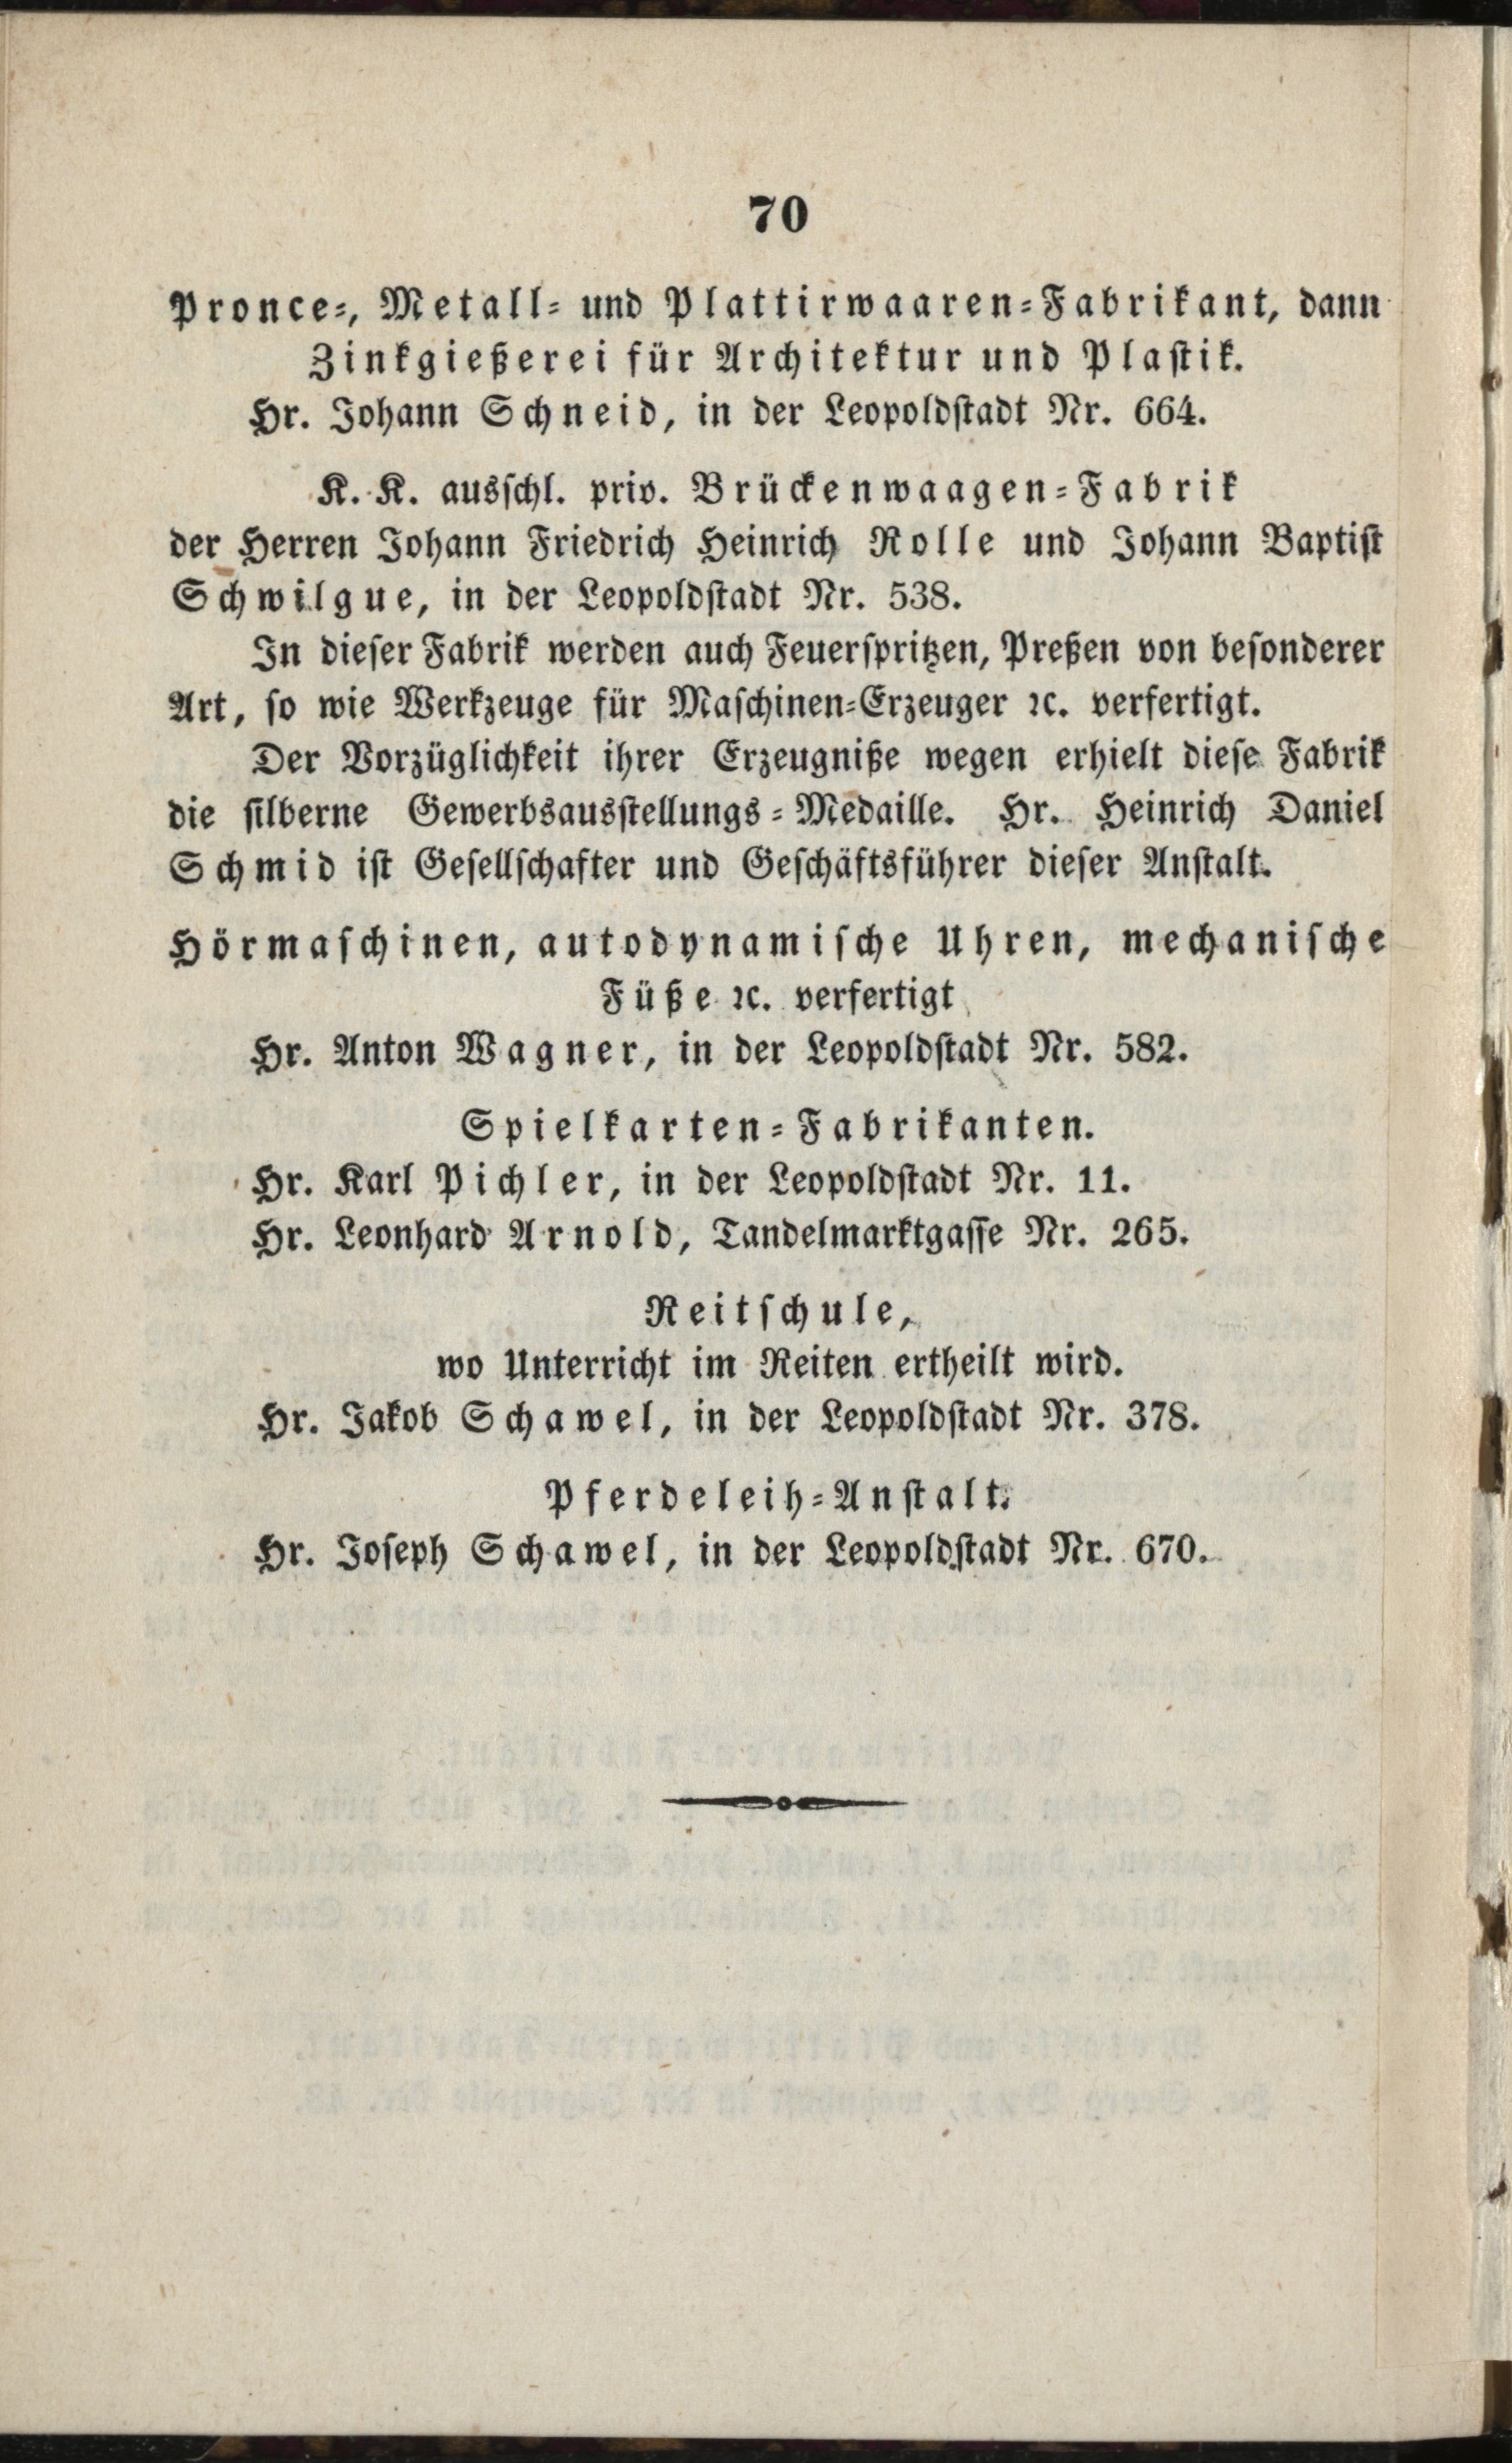 70
Pronce-, Metall- und Plattirwaaren-Fabrikant, dann
Zinkgießerei für Architektur und Plastik.
Hr. Johann Schneid, in der Leopoldstadt Nr. 664.
K. K. ausschl. priv. Brückenwaagen-Fabrik
der Herren Johann Friedrich Heinrich Rolle und Johann Baptist
Schwilgue, in der Leopoldstadt Nr. 538.
In dieser Fabrik werden auch Feuerspritzen, Preßen von besonderer
Art, so wie Werkzeuge für Maschinen-Erzeuger ꝛc. verfertigt.
Der Vorzüglichkeit ihrer Erzeugniße wegen erhielt diese Fabrik
die silberne Gewerbsausstellungs-Medaille. Hr. Heinrich Daniel
Schmid ist Gesellschafter und Geschäftsführer dieser Anstalt.
Hörmaschinen, autodynamische Uhren, mechanische
Füße ꝛc. verfertigt
Hr. Anton Wagner, in der Leopoldstadt Nr. 582.
Spielkarten-Fabrikanten.
Hr. Karl Pichler, in der Leopoldstadt Nr. 11.
Hr. Leonhard Arnold, Tandelmarktgasse Nr. 265.
Reitschule,
wo Unterricht im Reiten ertheilt wird.
Hr. Jakob Schawel, in der Leopoldstadt Nr. 378.
Pferdeleih-Anstalt.
Hr. Joseph Schawel, in der Leopoldstadt Nr. 670.